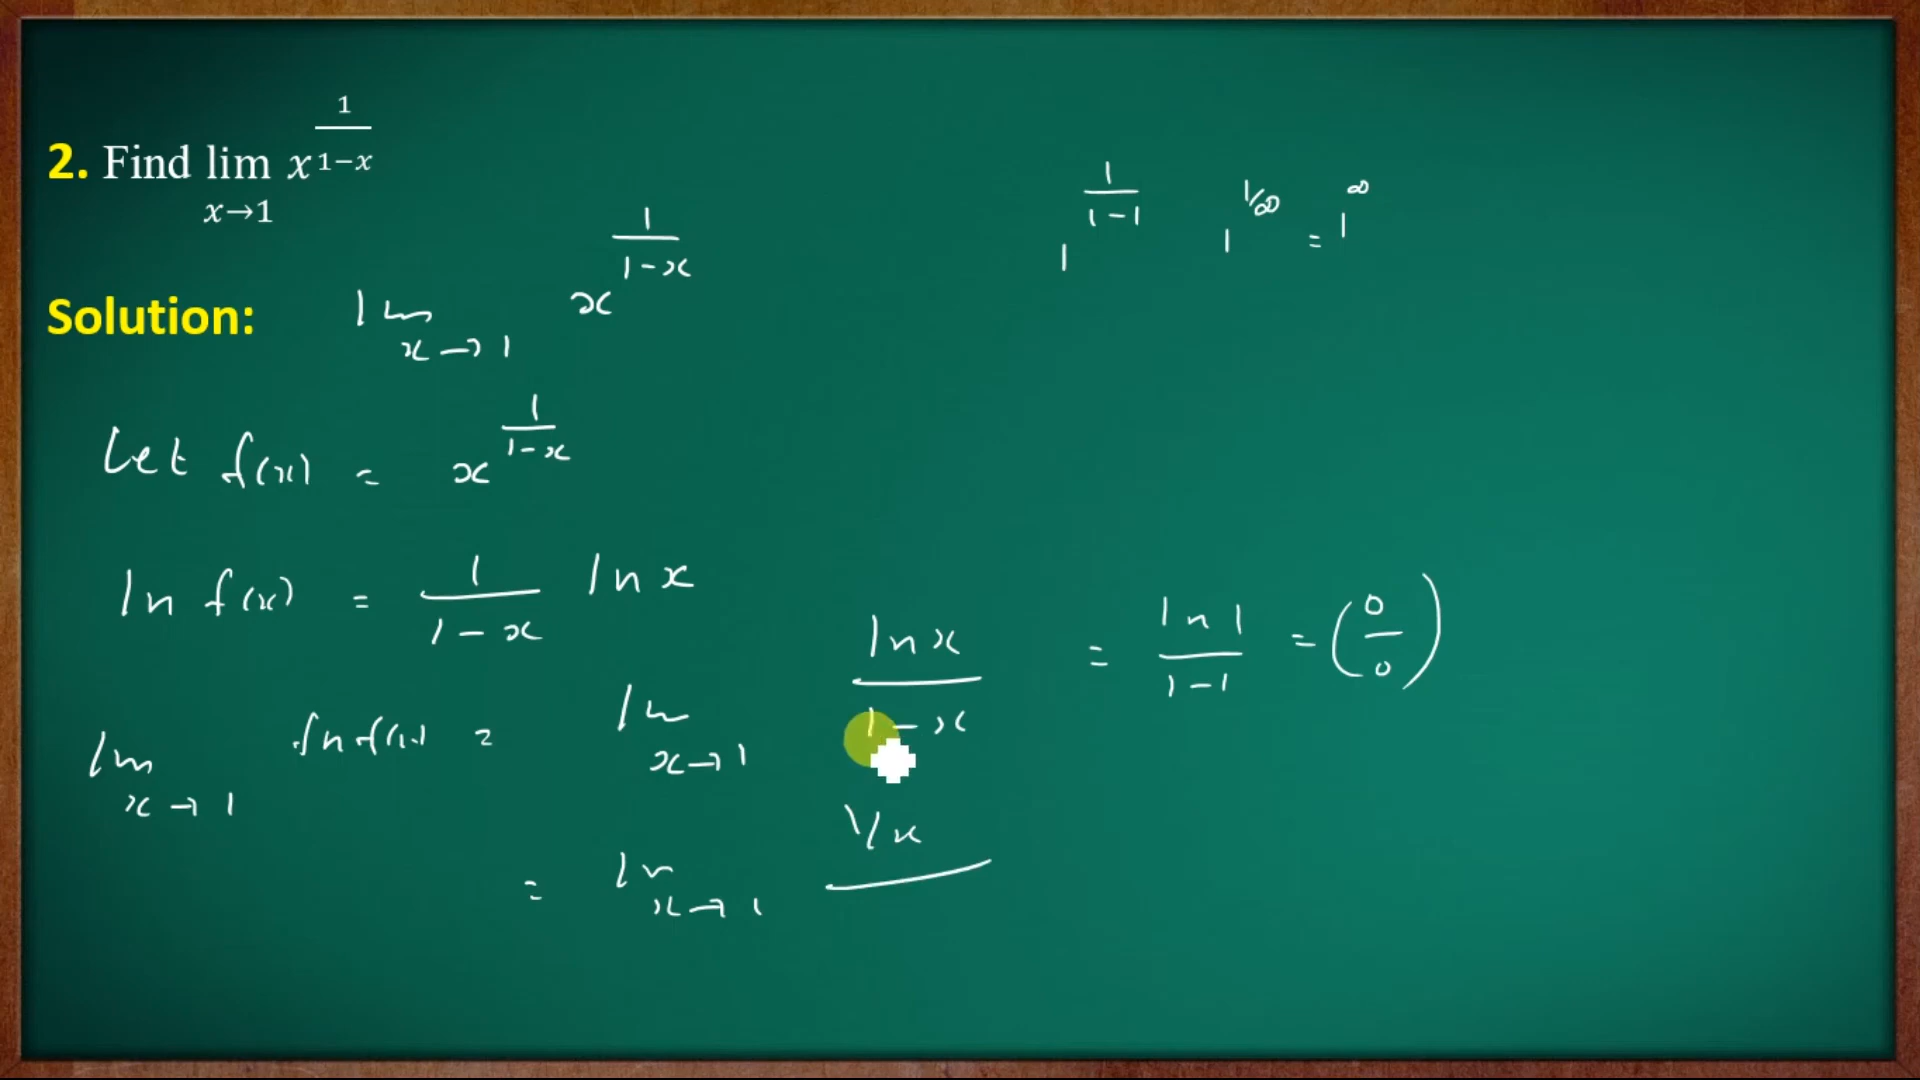 2. Find lim x→1 x^(1/(1−x))
1^(1/(1-1)) 1^(1/∞) = 1^∞
Solution: lim x→1 x^(1/(1-x))
Let f(x) = x^(1/(1-x))
ln f(x) = 1/(1-x) ln x
lim x→1 ln f(x) = lim x→1 ln x/(1-x) = ln 1/(1-1) = (0/0)
= lim x→1 1/x